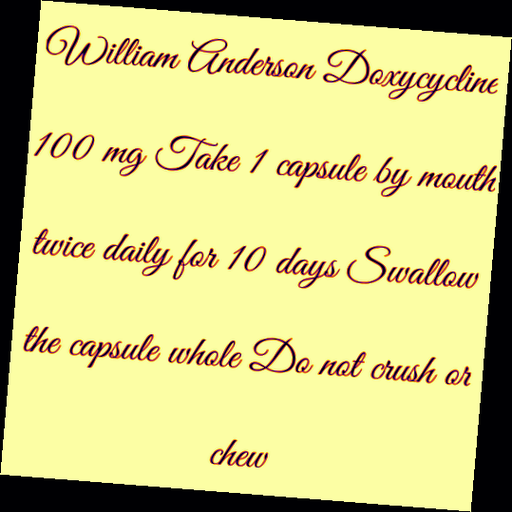 William Anderson Doxycycline
100 mg Take 1 capsule by mouth
twice daily for 10 days Swallow
the capsule whole Do not crush or
chew